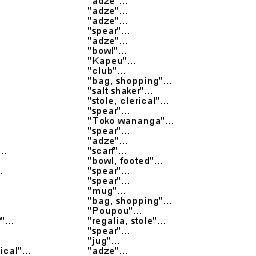 "adze"...
"adze"...
"adze"...
"spear"...
"adze"...
"bowl"...
"Kapeu"...
"club"...
"bag, shopping"...
"salt shaker"...
"stole, clerical"...
"spear"...
"Toko wananga"...
"spear"...
"adze"...
... "scarf"...
"bowl, footed"...
... "spear"...
"spear"...
"mug"...
"bag, shopping"...
"Poupou"...
"... "regalia, stole"...
"spear"...
"jug"...
ical"... "adze"...